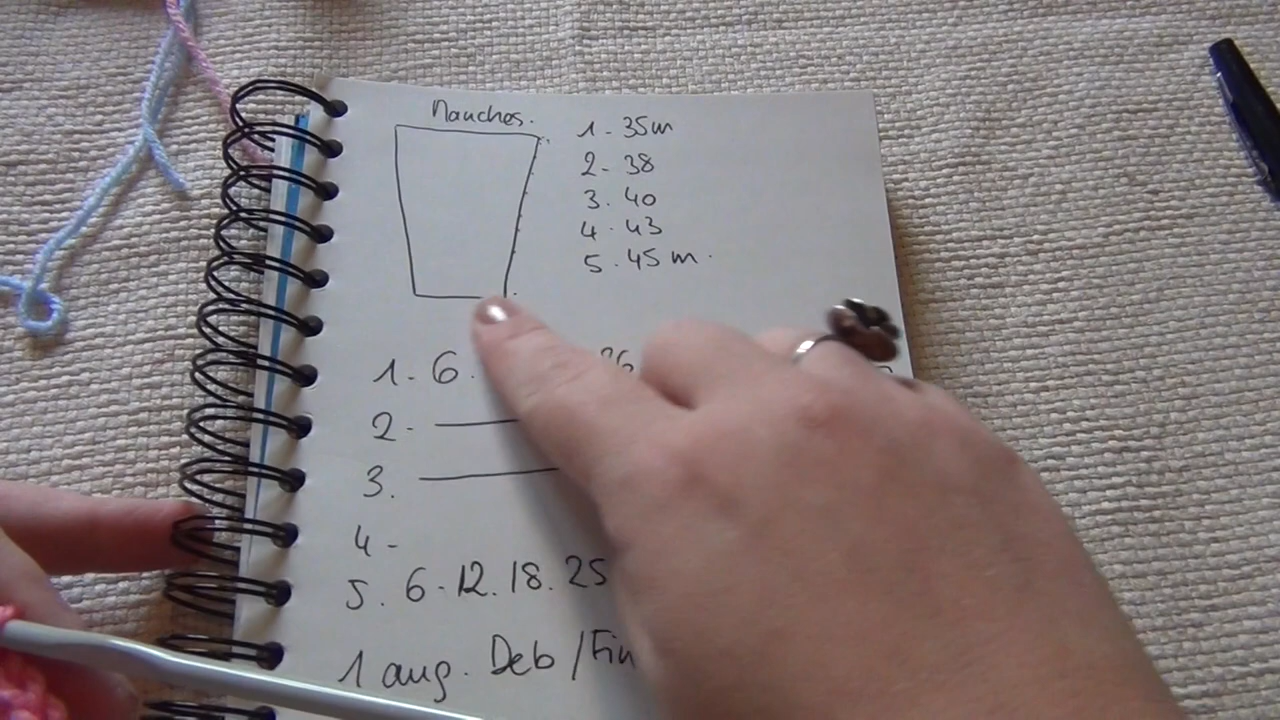 Manches.
1-35m
2-38
3.40
4.43
5.45m.
1-6.
2-
3.
4-
5.6-12.18.25
1 aug. Deb/Fin